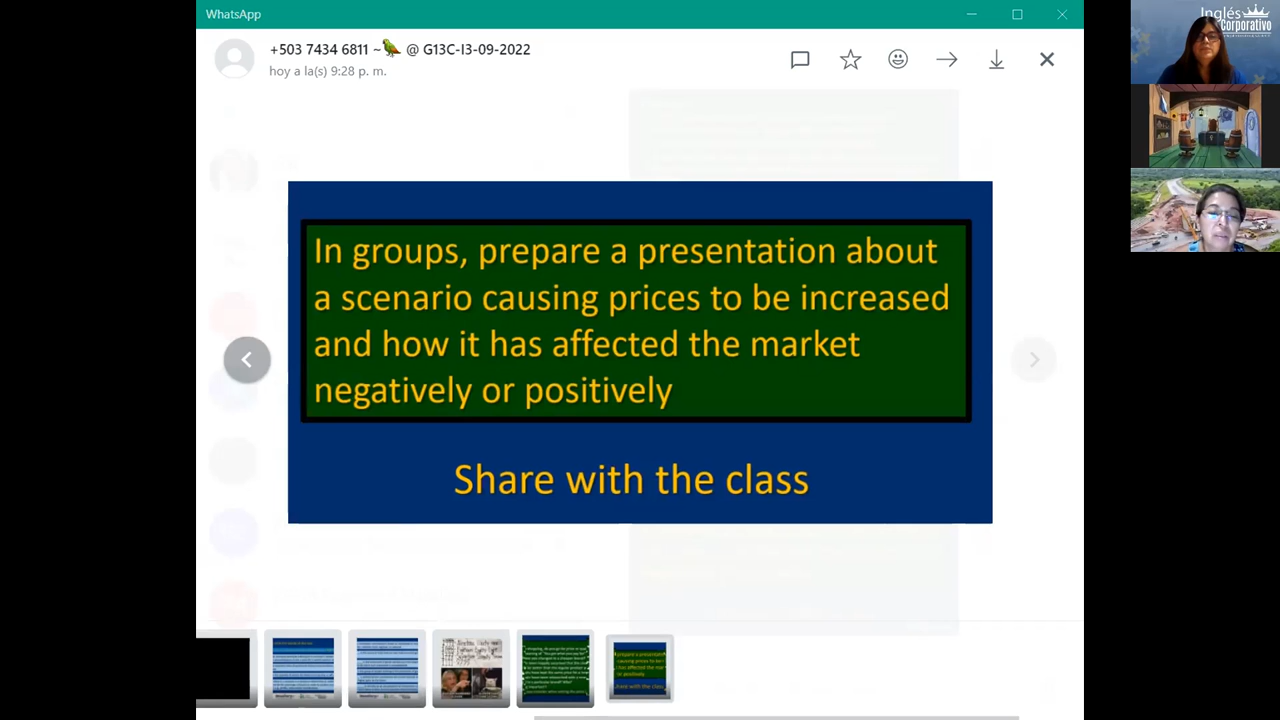 WhatsApp
+503 7434 6811 ~🦜 @ G13C-I3-09-2022
hoy a la(s) 9:28 p. m.
In groups, prepare a presentation about
a scenario causing prices to be increased
and how it has affected the market
negatively or positively
Share with the class
Inglés
Corporativo